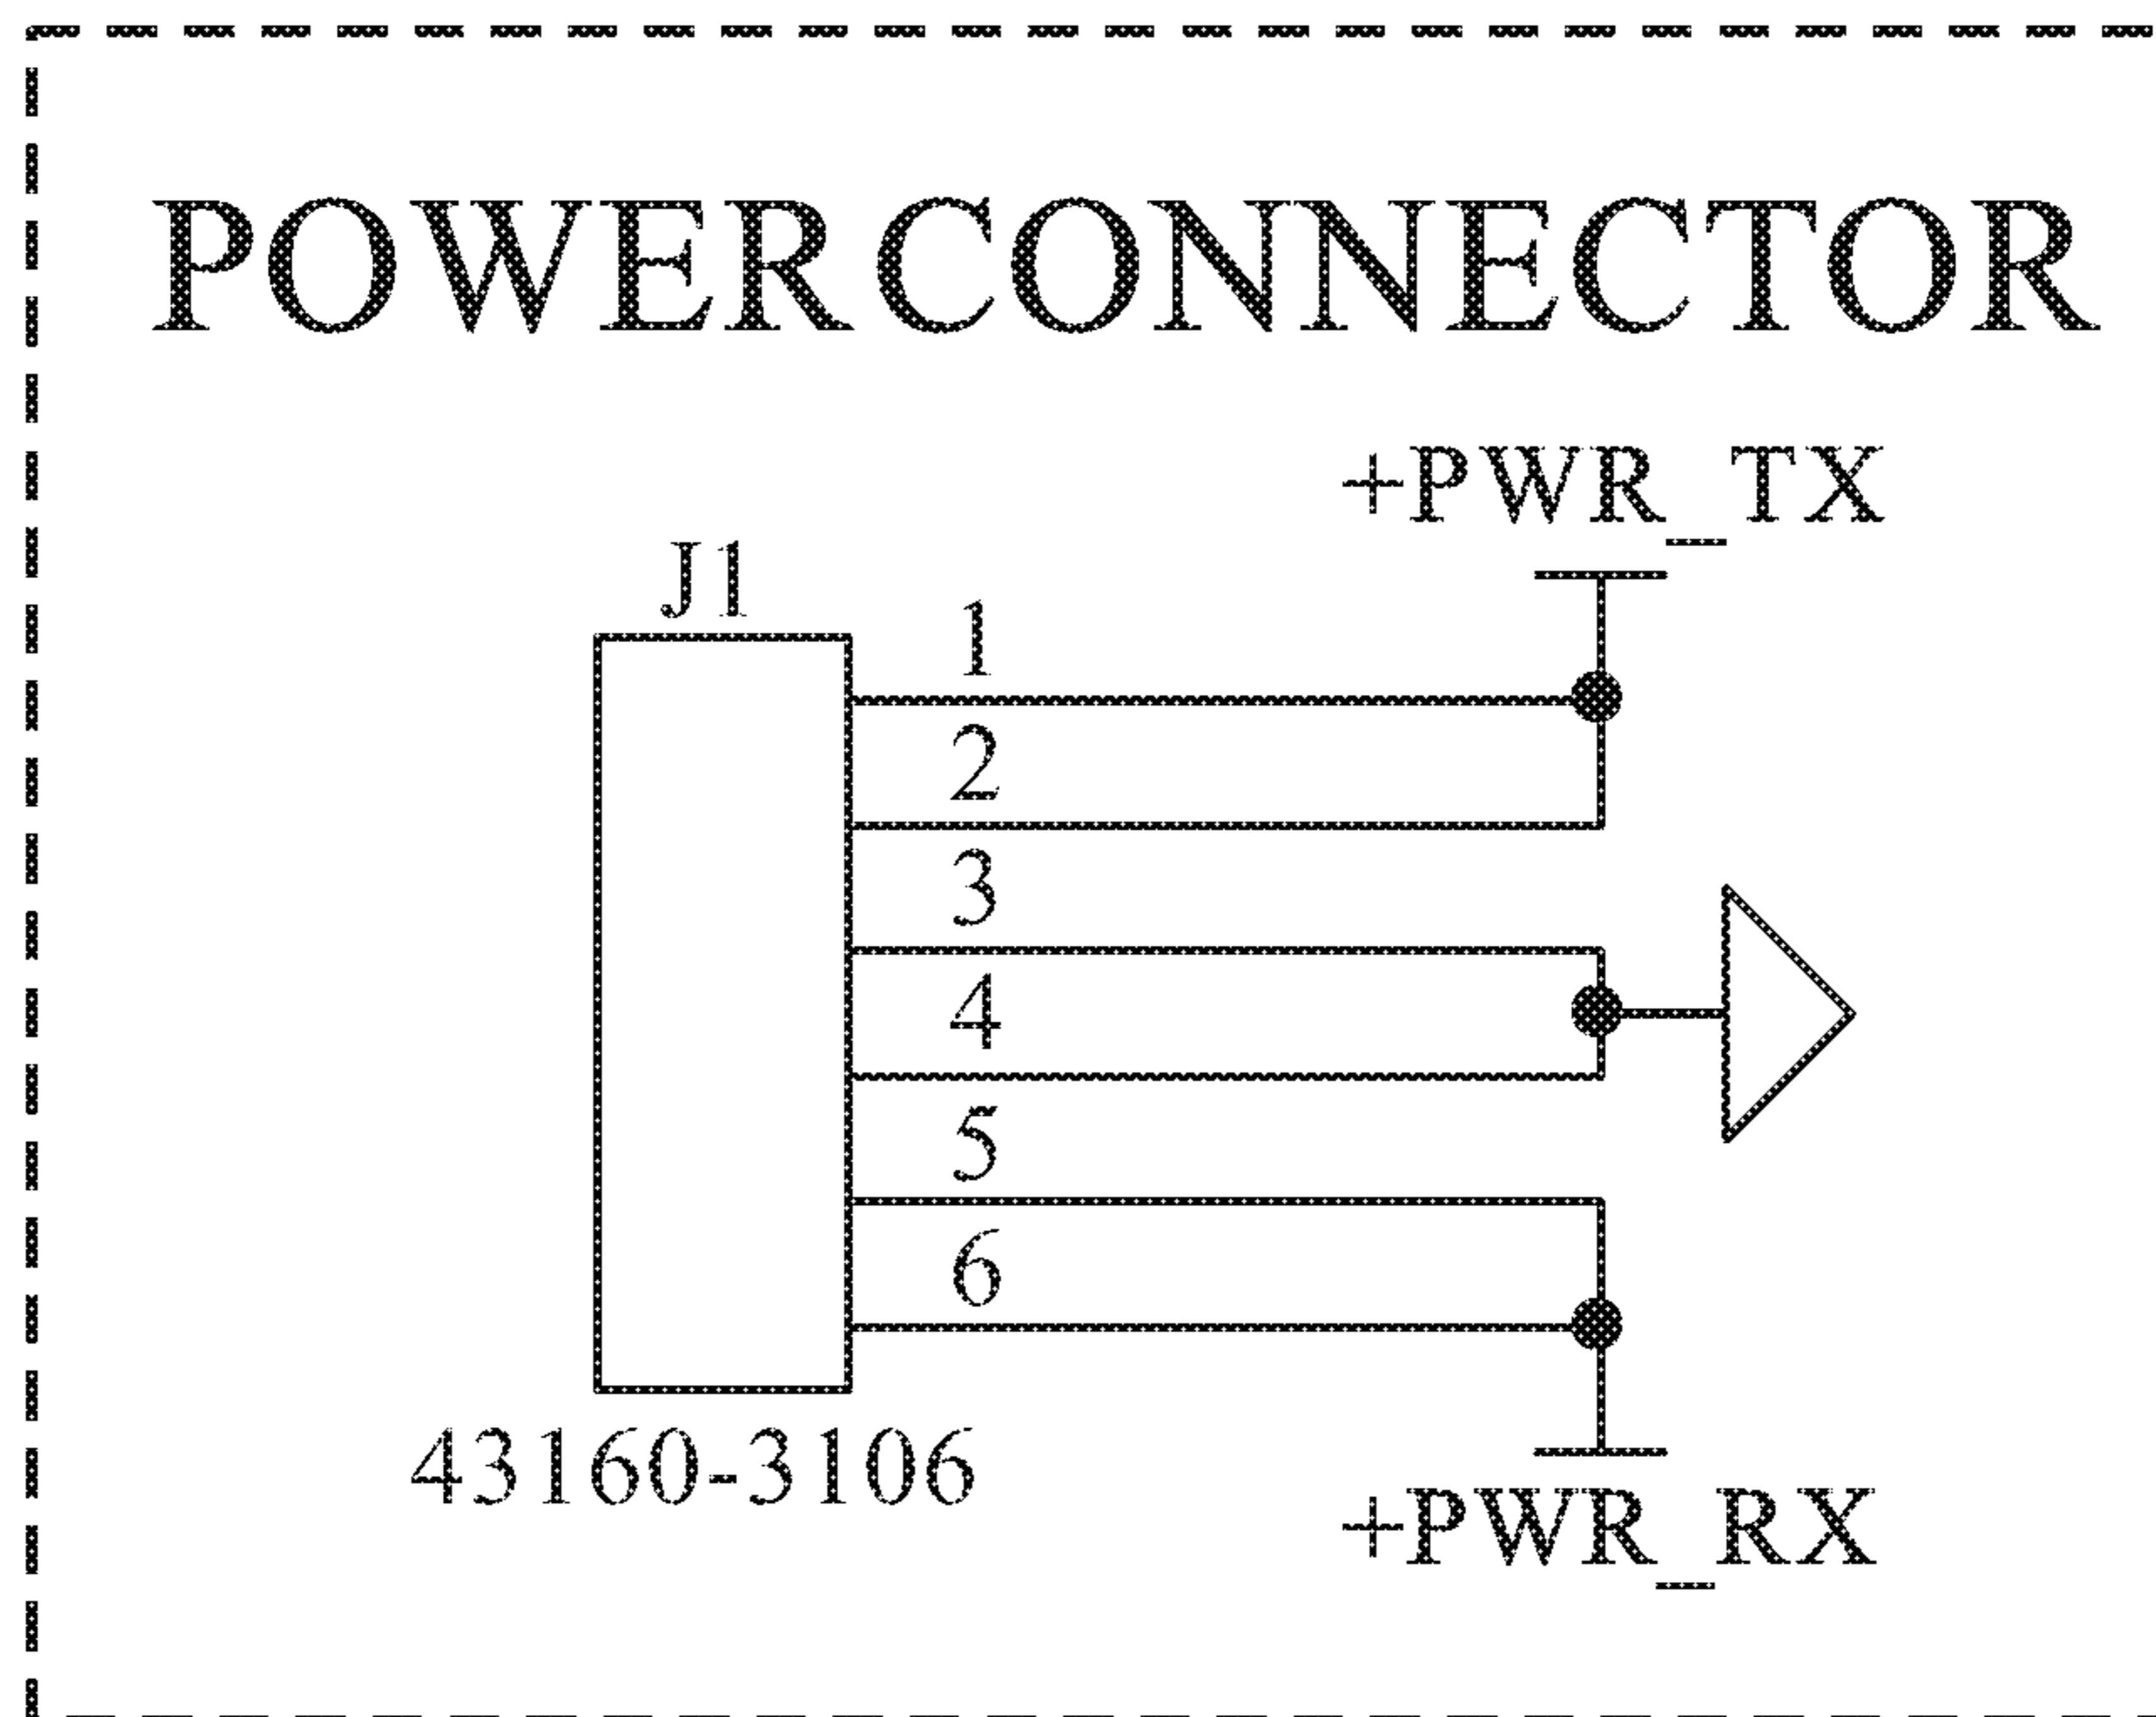 POWER CONNECTOR
+PWR_TX
J1
1
2
3
4
5
6
43160-3106
+PWR_RX